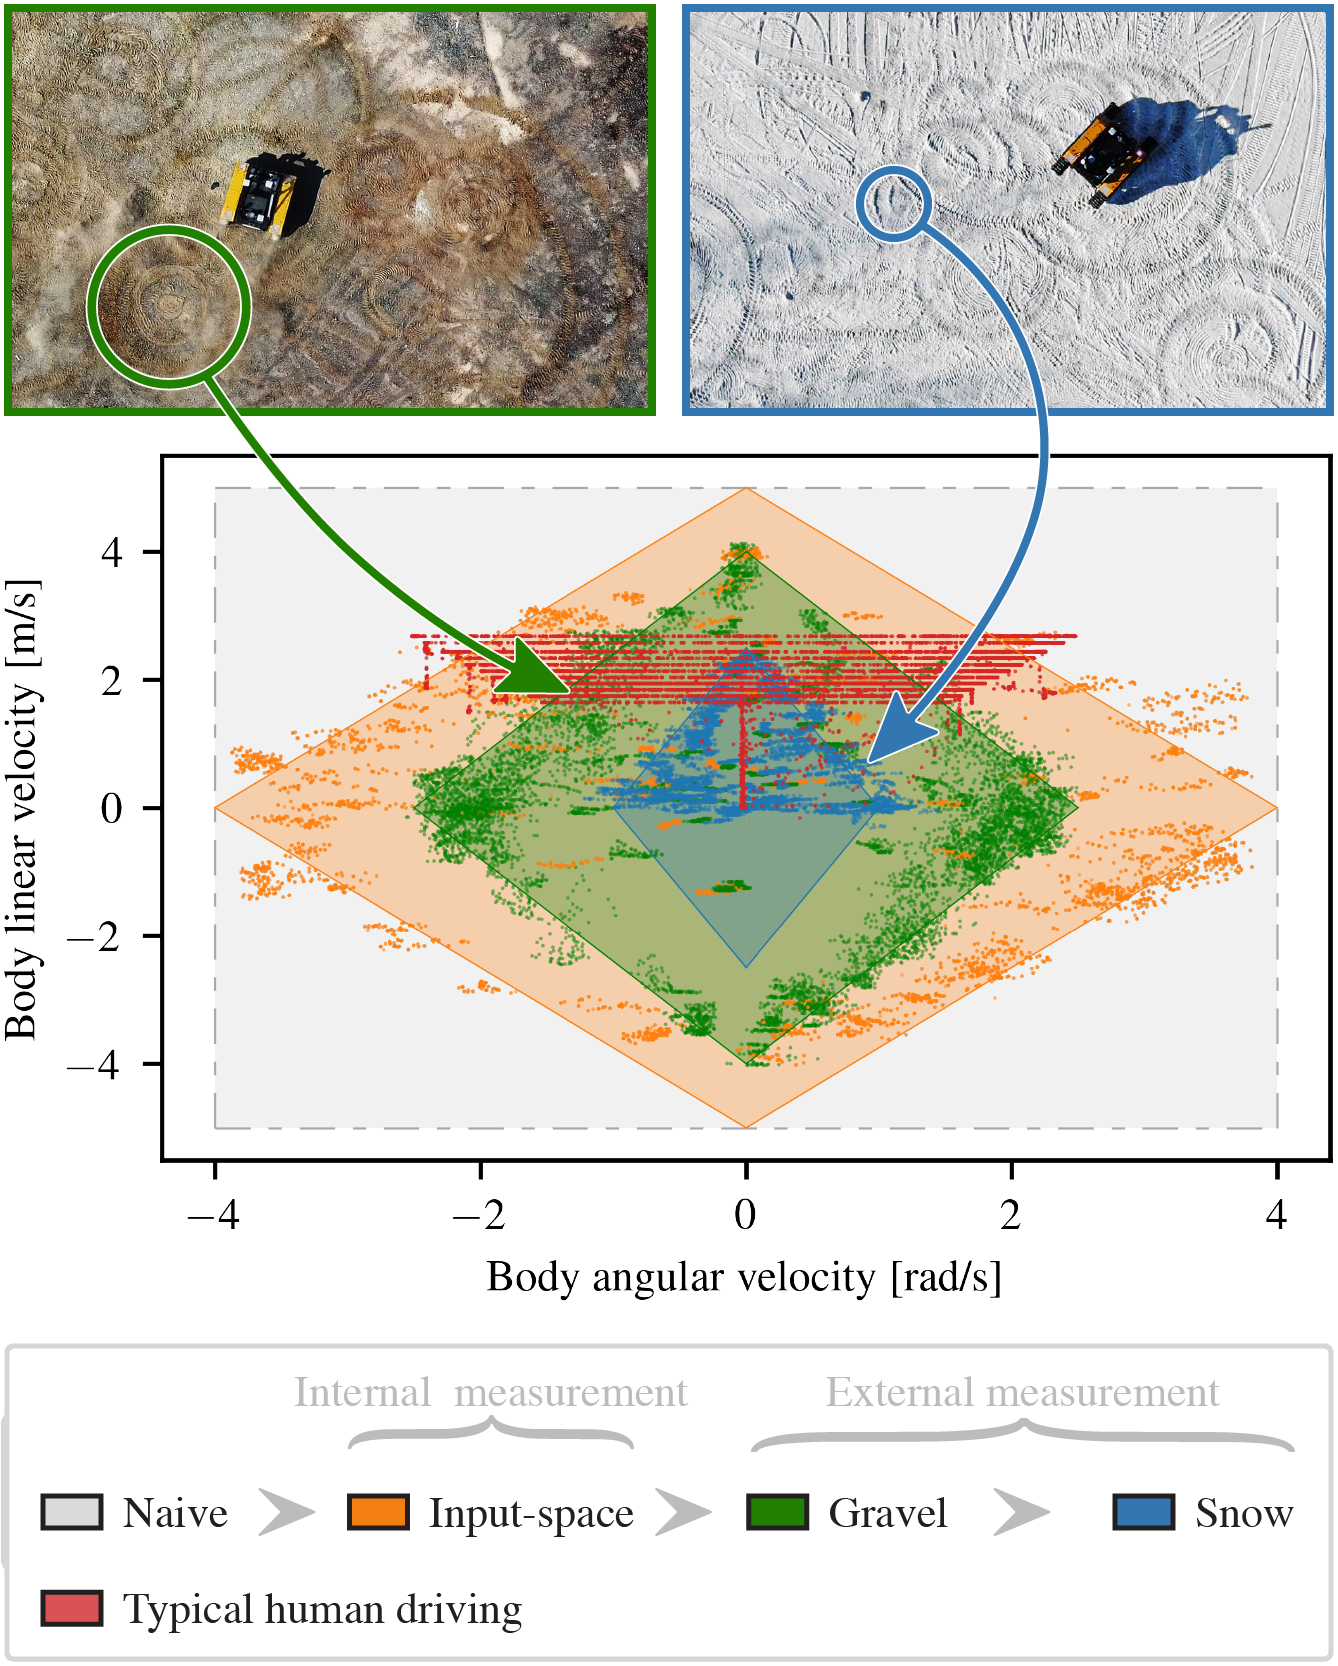 Body linear velocity [m/s]
4
2
0
−2
−4
−4
−2
0
2
4
Body angular velocity [rad/s]
Internal measurement
External measurement
Naive
Input-space
Gravel
Snow
Typical human driving